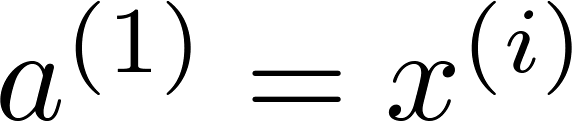 a^{(1)} = x^{(i)}